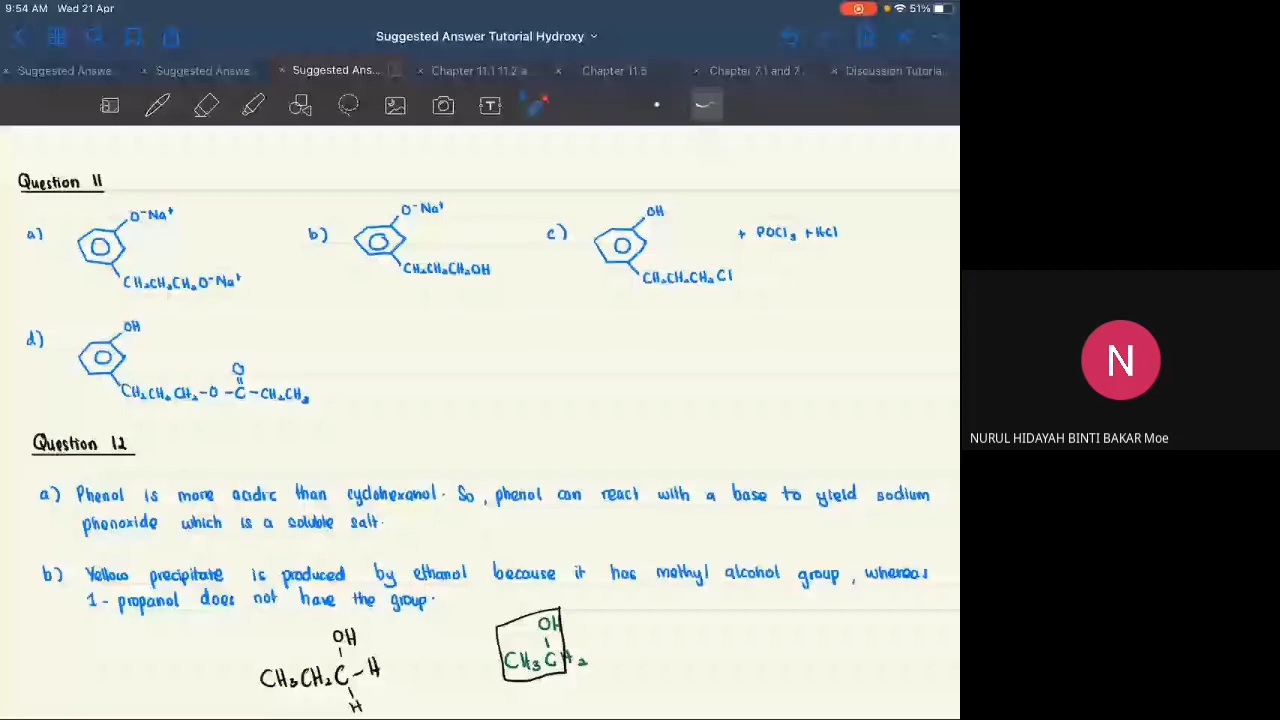 9:54 AM Wed 21 Apr
51%
Suggested Answer Tutorial Hydroxy
Suggested Answe...
Suggested Answe...
Suggested Ans...
Chapter 11.1 11.2 a...
Chapter 11.5
Chapter 7.1 and 7...
Discussion Tutoria...
T
Question 11
a)
O⁻Na⁺
CH₂CH₂CH₂O⁻Na⁺
b)
O⁻Na⁺
CH₂CH₂CH₂OH
c)
OH
CH₂CH₂CH₂Cl
+ POCl₃ + HCl
d)
OH
O
CH₂CH₂CH₂-O-C-CH₂CH₃
Question 12
a) Phenol is more acidic than cyclohexanol. So, phenol can react with a base to yield sodium
phenoxide which is a soluble salt.
b) Yellow precipitate is produced by ethanol because it has methyl alcohol group, whereas
1-propanol does not have the group.
OH
CH₃CH₂C-H
H
OH
CH₃CH₂
N
NURUL HIDAYAH BINTI BAKAR Moe